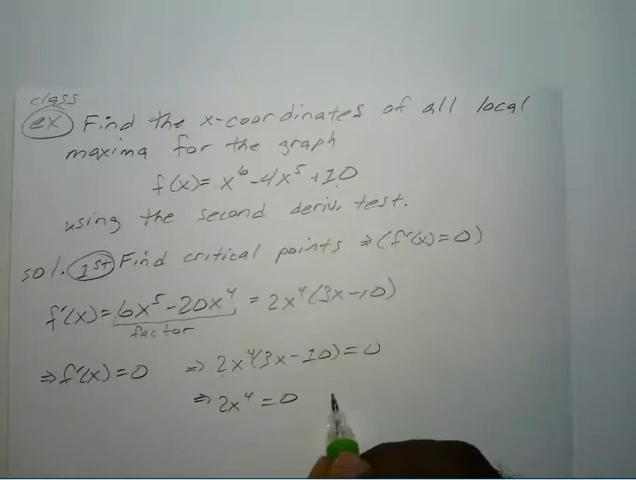 class
ex Find the x-coordinates of all local
maxima for the graph
f(x) = x⁶ - 4x⁵ + 10
using the second deriv. test.
sol. 1st Find critical points ⇒ (f'(x) = 0)
f'(x) = 6x⁵ - 20x⁴ = 2x⁴(3x - 10)
factor
⇒ f'(x) = 0 ⇒ 2x⁴(3x - 10) = 0
⇒ 2x⁴ = 0